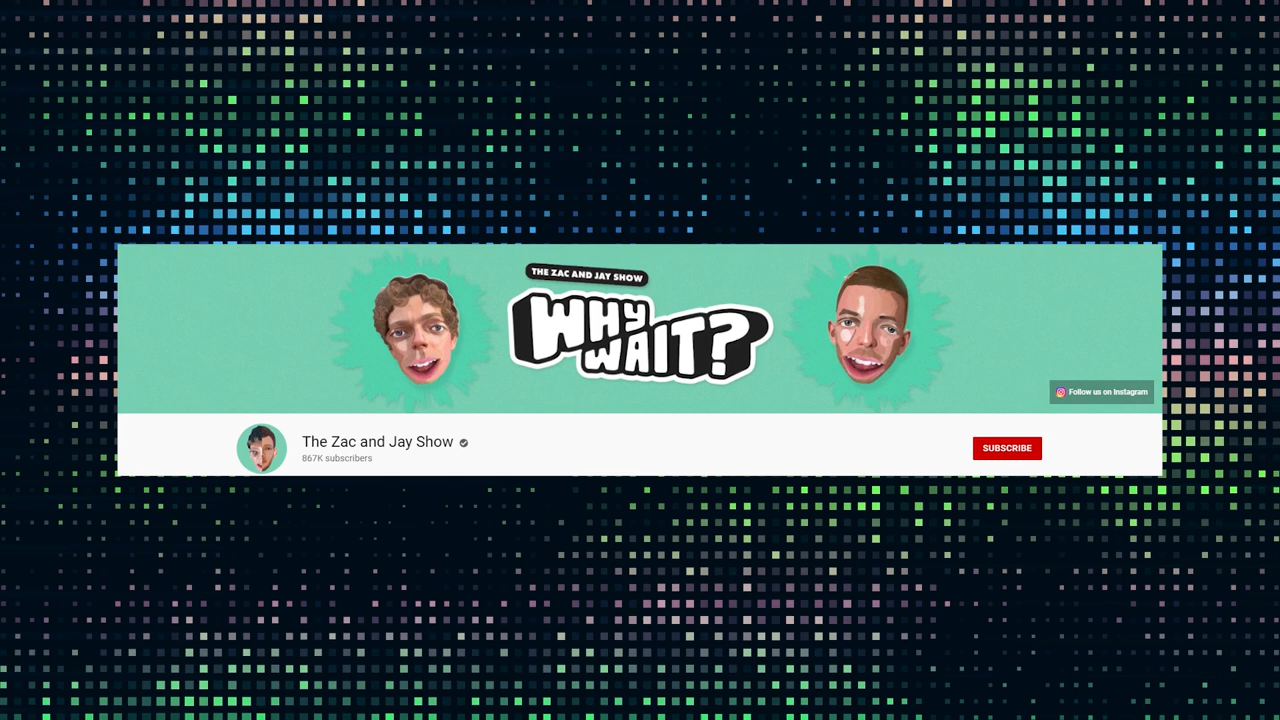 THE ZAC AND JAY SHOW
WHY
WAIT?
Follow us on Instagram
The Zac and Jay Show
867K subscribers
SUBSCRIBE